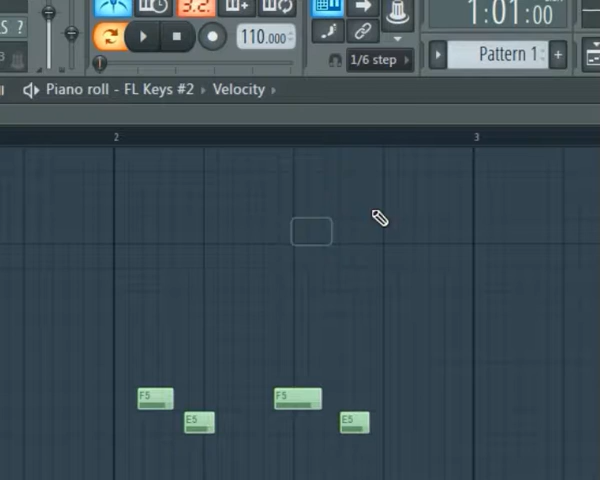 S ?
3.2.
110.000
1:01:00
1/6 step
Pattern 1
+
Piano roll - FL Keys #2 Velocity
2
3
F5
F5
E5
E5